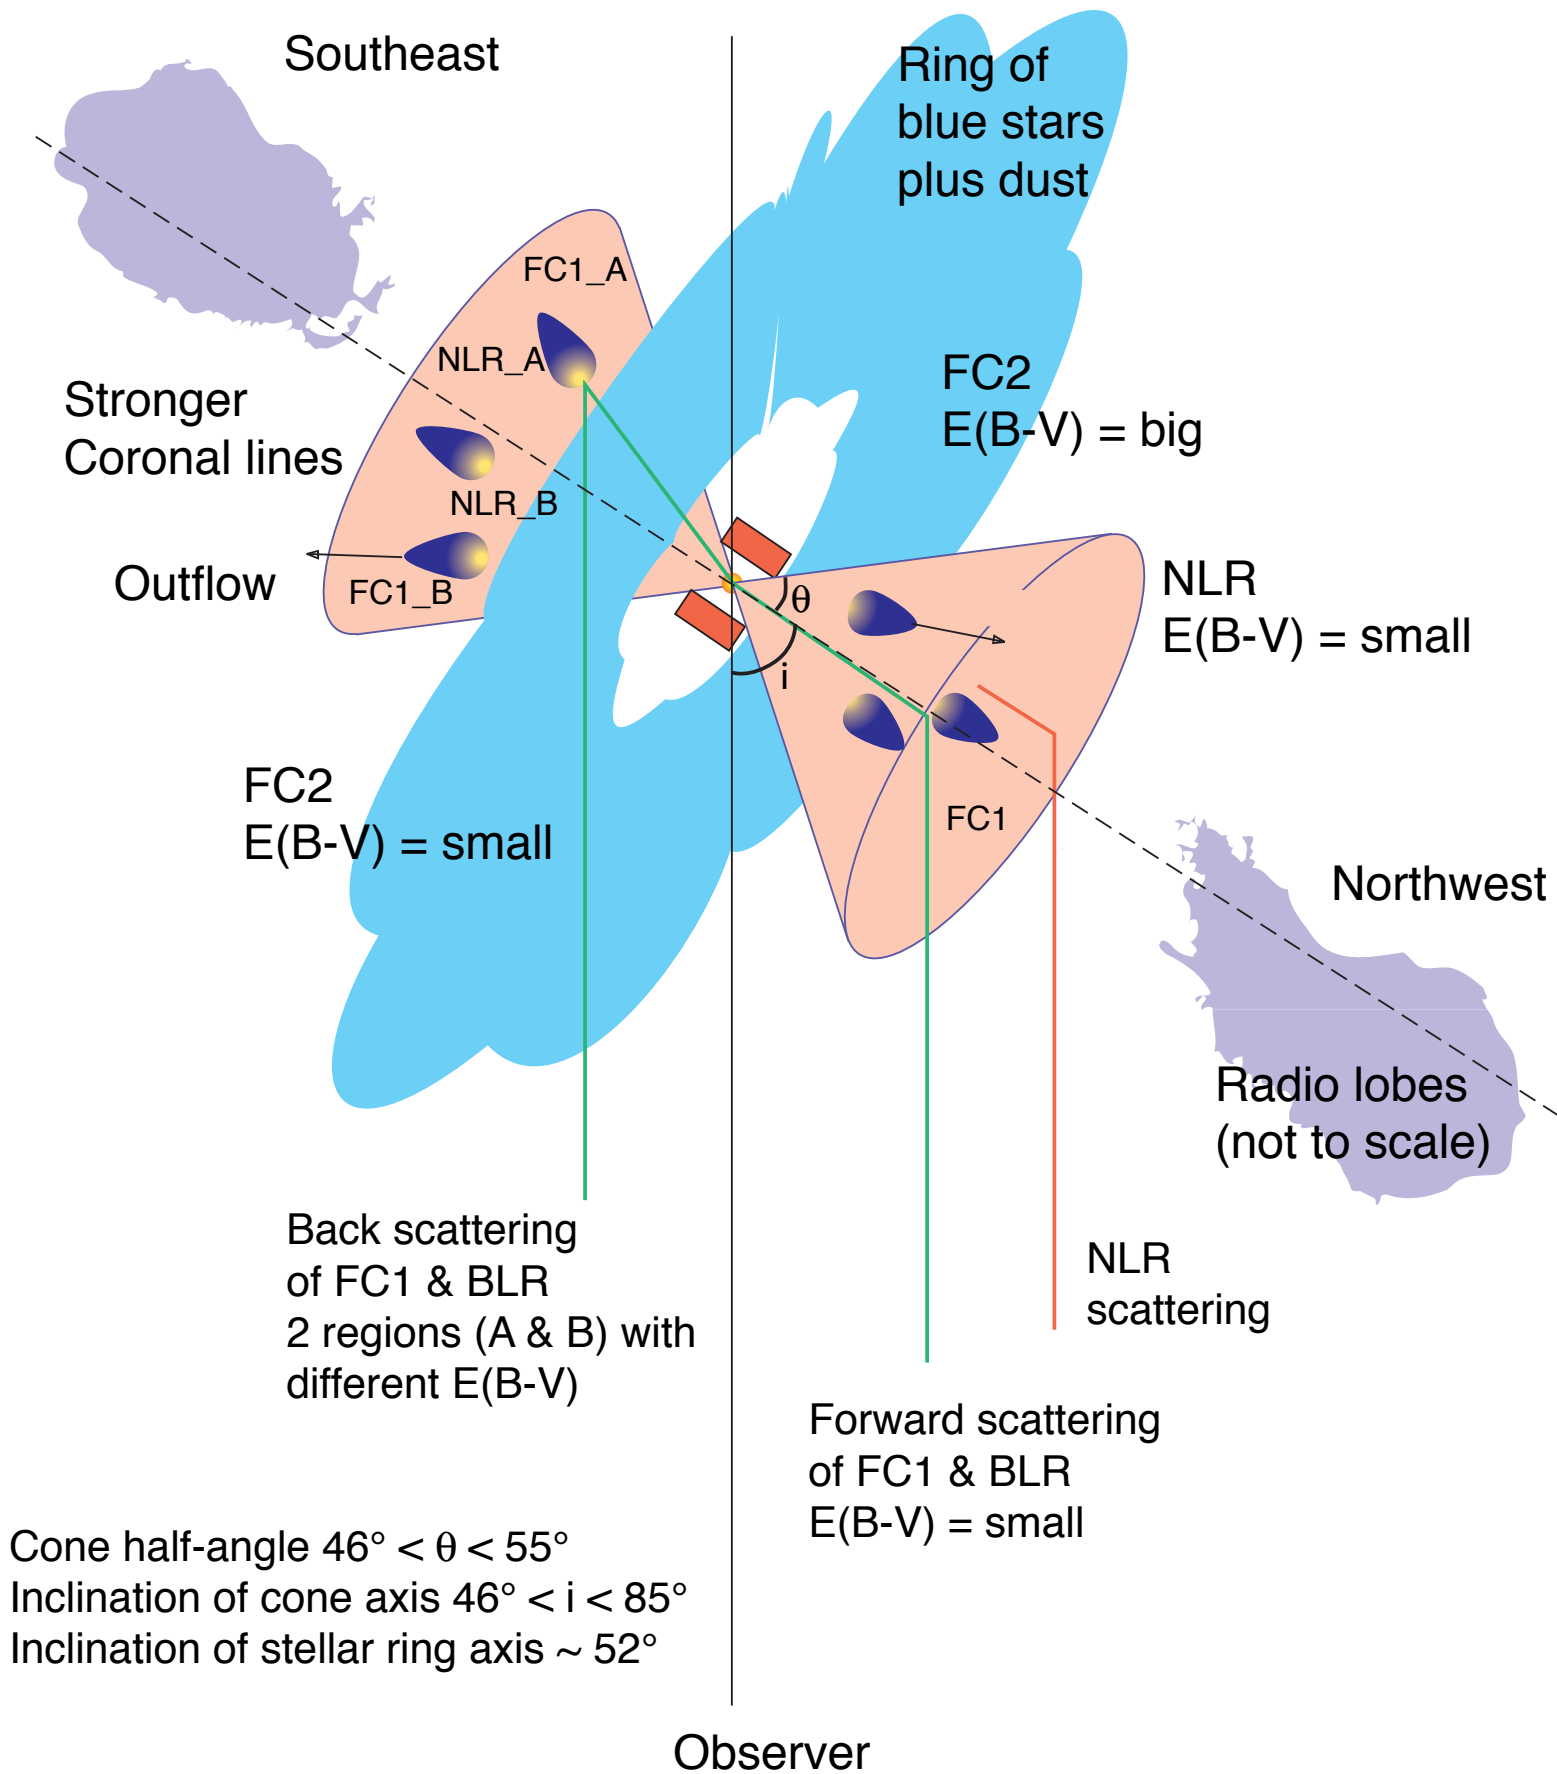 Southeast
Ring of
blue stars
plus dust
FC1_A
NLR_A
Stronger
Coronal lines
FC2
E(B-V) = big
NLR_B
Outflow
FC1_B
θ
NLR
E(B-V) = small
i
FC2
E(B-V) = small
FC1
Northwest
Radio lobes
(not to scale)
Back scattering
of FC1 & BLR
2 regions (A & B) with
different E(B-V)
NLR
scattering
Forward scattering
of FC1 & BLR
E(B-V) = small
Cone half-angle 46° < θ < 55°
Inclination of cone axis 46° < i < 85°
Inclination of stellar ring axis ~ 52°
Observer